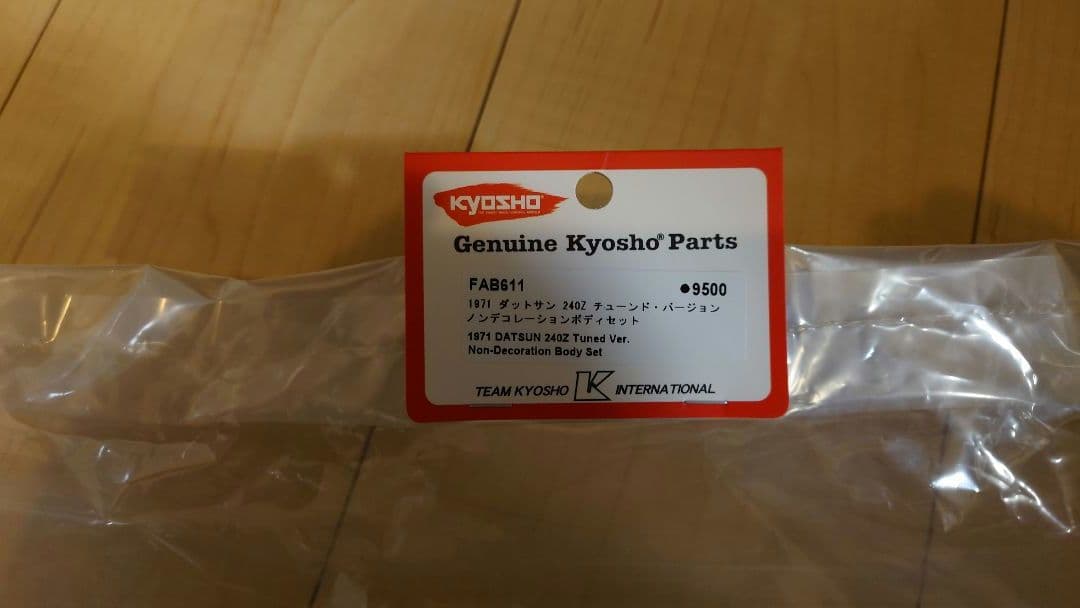 KYOSHO
Genuine Kyosho® Parts
FAB611 ●9500
1971 ダットサン 240Z チューンド・バージョン
ノンデコレーションボディセット
1971 DATSUN 240Z Tuned Ver.
Non-Decoration Body Set
TEAM KYOSHO K INTERNATIONAL